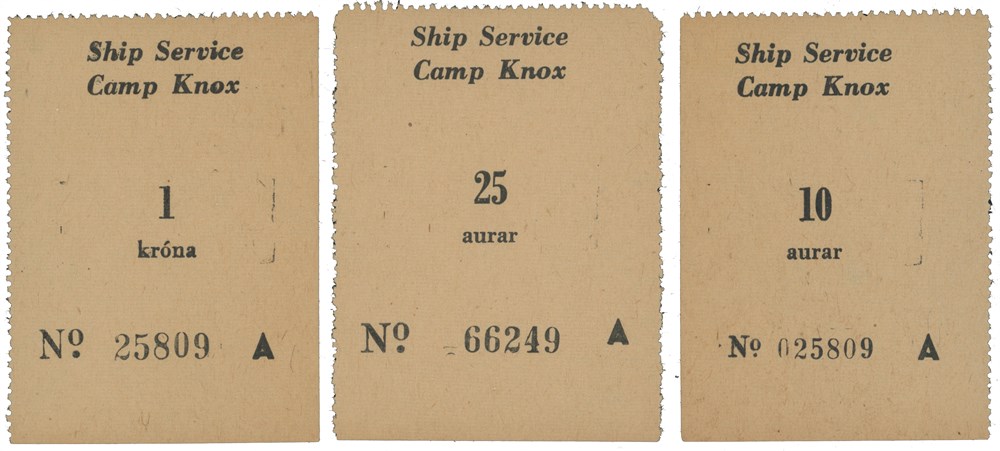 Ship Service
Camp Knox
1
króna
Nº 25809 A
Ship Service
Camp Knox
25
aurar
Nº 66249 A
Ship Service
Camp Knox
10
aurar
Nº 025809 A